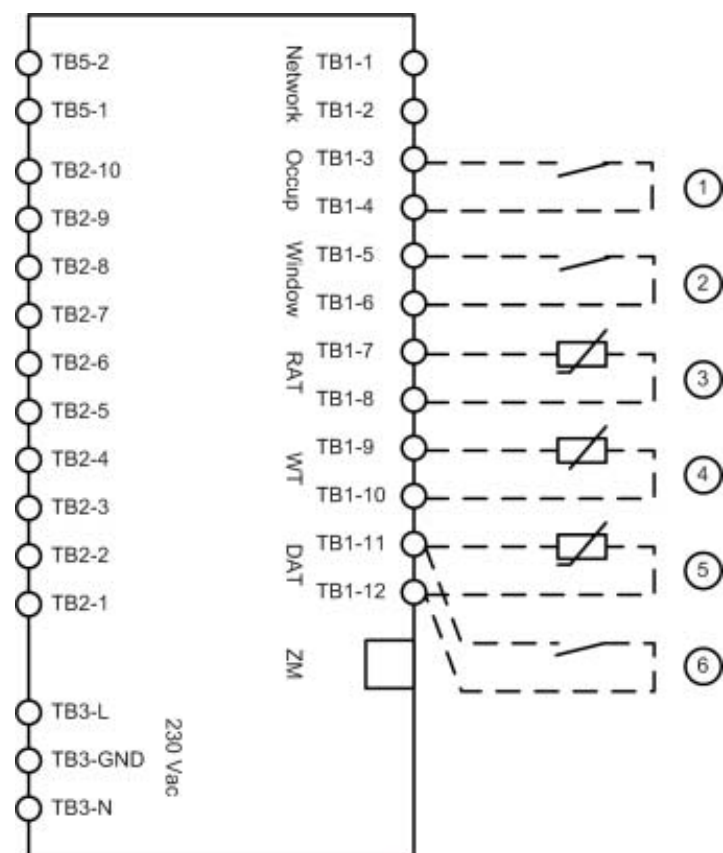 TB5-2
TB5-1
TB2-10
TB2-9
TB2-8
TB2-7
TB2-6
TB2-5
TB2-4
TB2-3
TB2-2
TB2-1
TB3-L
TB3-GND
TB3-N
230 Vac
Network
Occup
Window
RAT
WT
DAT
ZM
TB1-1
TB1-2
TB1-3
TB1-4
TB1-5
TB1-6
TB1-7
TB1-8
TB1-9
TB1-10
TB1-11
TB1-12
1
2
3
4
5
6